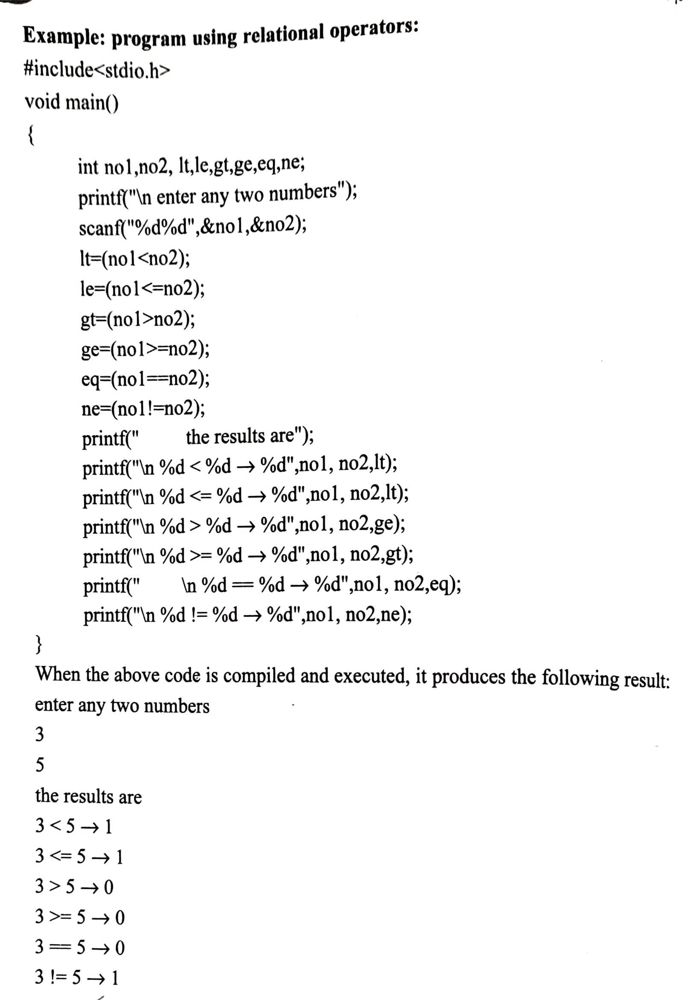 Example: program using relational operators:
#include<stdio.h>
void main()
{
int no1,no2, lt,le,gt,ge,eq,ne;
printf("\n enter any two numbers");
scanf("%d%d",&no1,&no2);
lt=(no1<no2);
le=(no1<=no2);
gt=(no1>no2);
ge=(no1>=no2);
eq=(no1==no2);
ne=(no1!=no2);
printf("        the results are");
printf("\n %d < %d → %d",no1, no2,lt);
printf("\n %d <= %d → %d",no1, no2,lt);
printf("\n %d > %d → %d",no1, no2,ge);
printf("\n %d >= %d → %d",no1, no2,gt);
printf("        \n %d == %d → %d",no1, no2,eq);
printf("\n %d != %d → %d",no1, no2,ne);
}
When the above code is compiled and executed, it produces the following result:
enter any two numbers
3
5
the results are
3 < 5 → 1
3 <= 5 → 1
3 > 5 → 0
3 >= 5 → 0
3 == 5 → 0
3 != 5 → 1